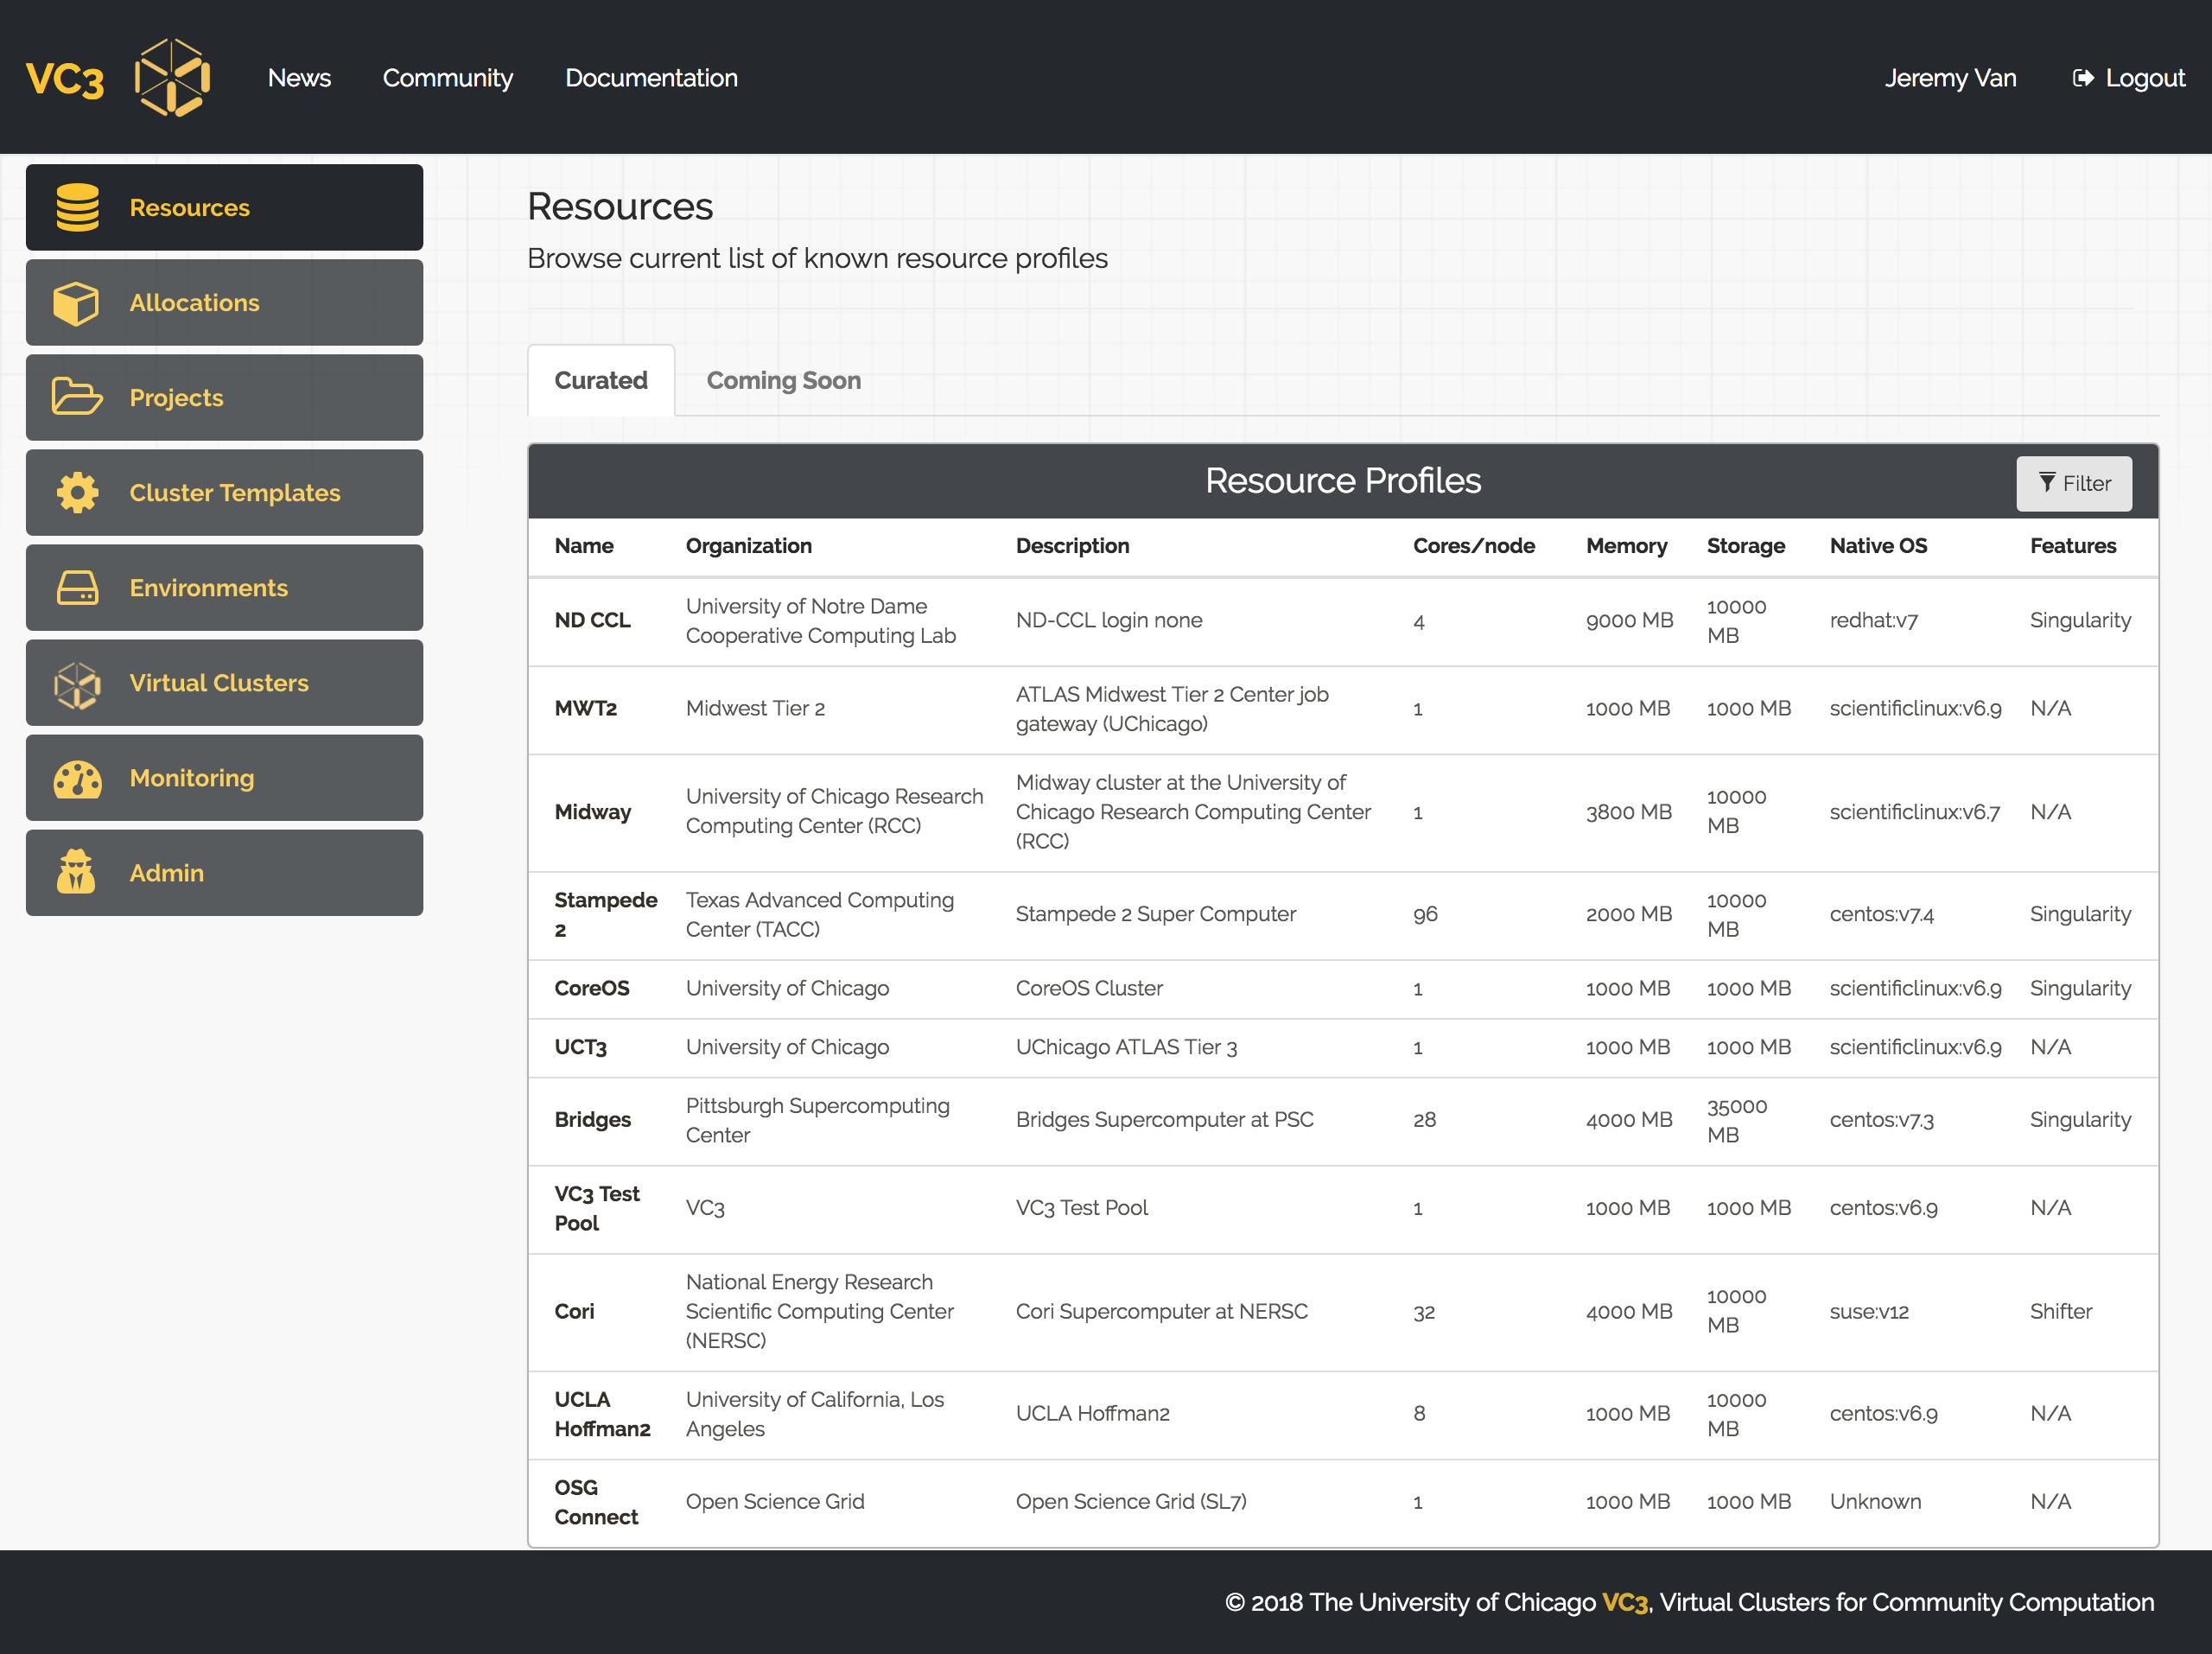 VC3 News Community Documentation Jeremy Van Logout
Resources
Allocations
Projects
Cluster Templates
Environments
Virtual Clusters
Monitoring
Admin
Resources
Browse current list of known resource profiles
Curated Coming Soon
Resource Profiles Filter
Name Organization Description Cores/node Memory Storage Native OS Features
ND CCL University of Notre Dame Cooperative Computing Lab ND-CCL login none 4 9000 MB 10000 MB redhat:v7 Singularity
MWT2 Midwest Tier 2 ATLAS Midwest Tier 2 Center job gateway (UChicago) 1 1000 MB 1000 MB scientificlinux:v6.9 N/A
Midway University of Chicago Research Computing Center (RCC) Midway cluster at the University of Chicago Research Computing Center (RCC) 1 3800 MB 10000 MB scientificlinux:v6.7 N/A
Stampede 2 Texas Advanced Computing Center (TACC) Stampede 2 Super Computer 96 2000 MB 10000 MB centos:v7.4 Singularity
CoreOS University of Chicago CoreOS Cluster 1 1000 MB 1000 MB scientificlinux:v6.9 Singularity
UCT3 University of Chicago UChicago ATLAS Tier 3 1 1000 MB 1000 MB scientificlinux:v6.9 N/A
Bridges Pittsburgh Supercomputing Center Bridges Supercomputer at PSC 28 4000 MB 35000 MB centos:v7.3 Singularity
VC3 Test Pool VC3 VC3 Test Pool 1 1000 MB 1000 MB centos:v6.9 N/A
Cori National Energy Research Scientific Computing Center (NERSC) Cori Supercomputer at NERSC 32 4000 MB 10000 MB suse:v12 Shifter
UCLA Hoffman2 University of California, Los Angeles UCLA Hoffman2 8 1000 MB 10000 MB centos:v6.9 N/A
OSG Connect Open Science Grid Open Science Grid (SL7) 1 1000 MB 1000 MB Unknown N/A
© 2018 The University of Chicago VC3, Virtual Clusters for Community Computation